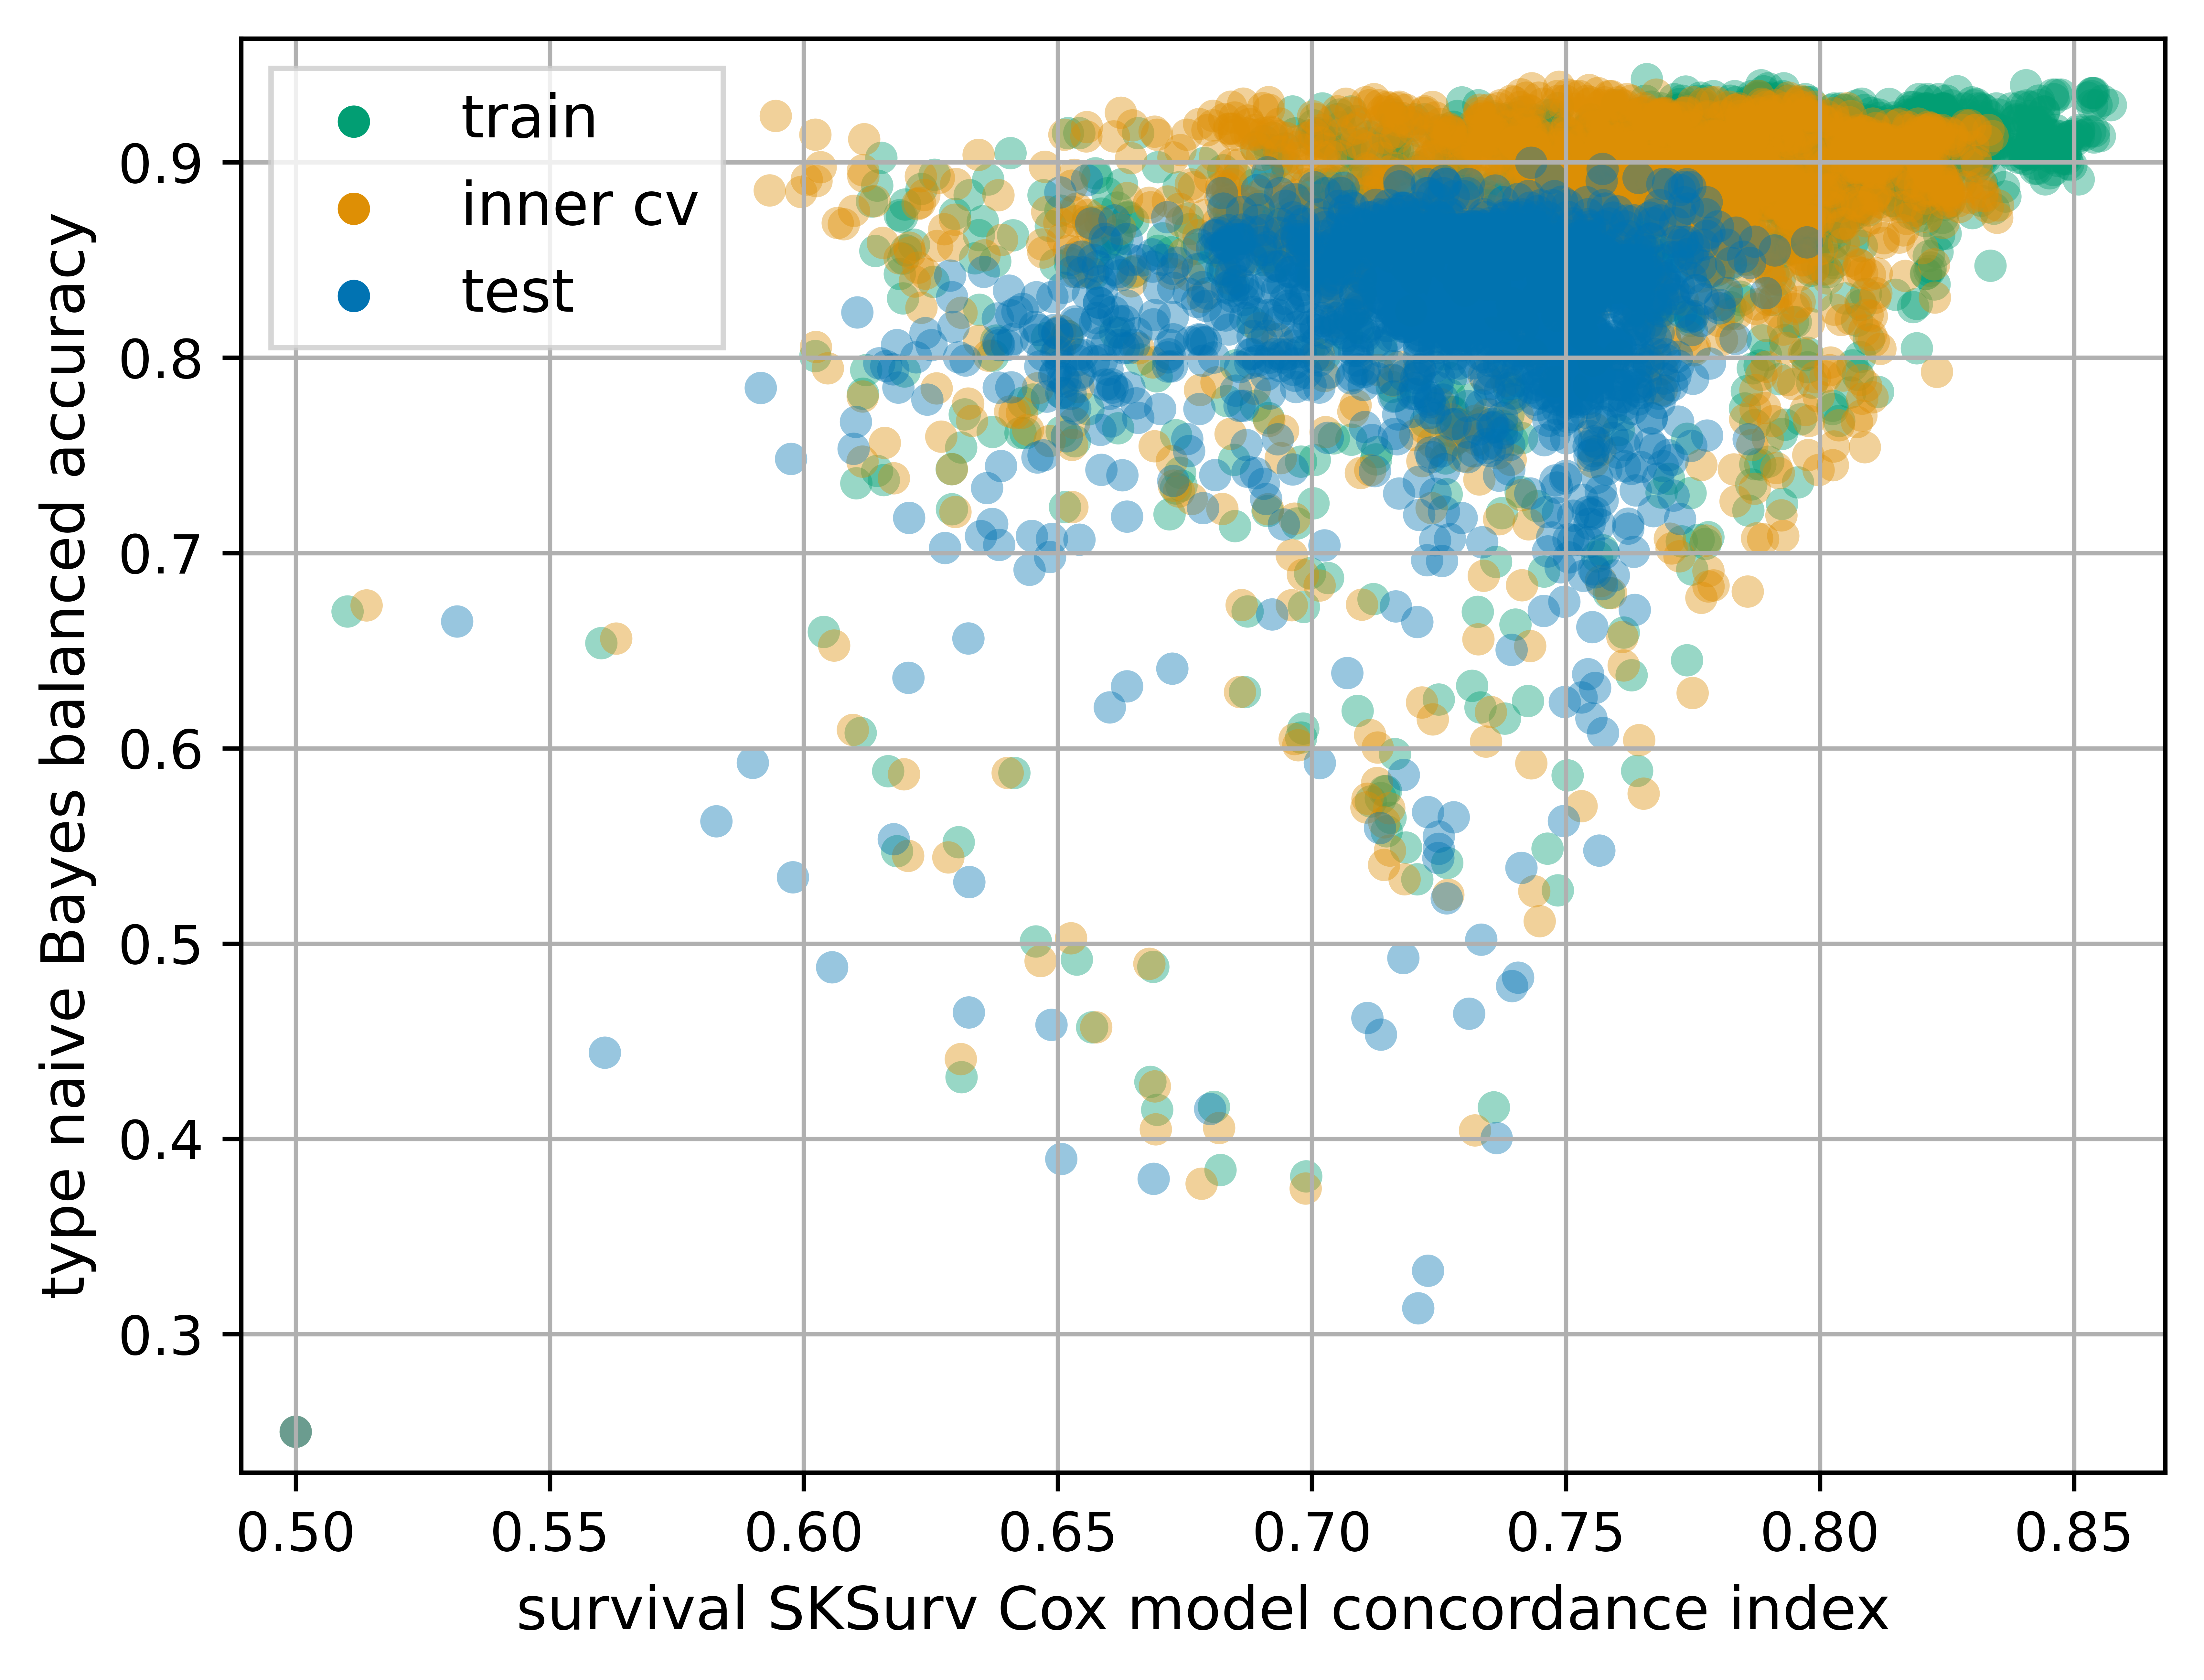 train
inner cv
test
0.9
0.8
0.7
0.6
0.5
0.4
0.3
type naive Bayes balanced accuracy
0.50 0.55 0.60 0.65 0.70 0.75 0.80 0.85
survival SKSurv Cox model concordance index